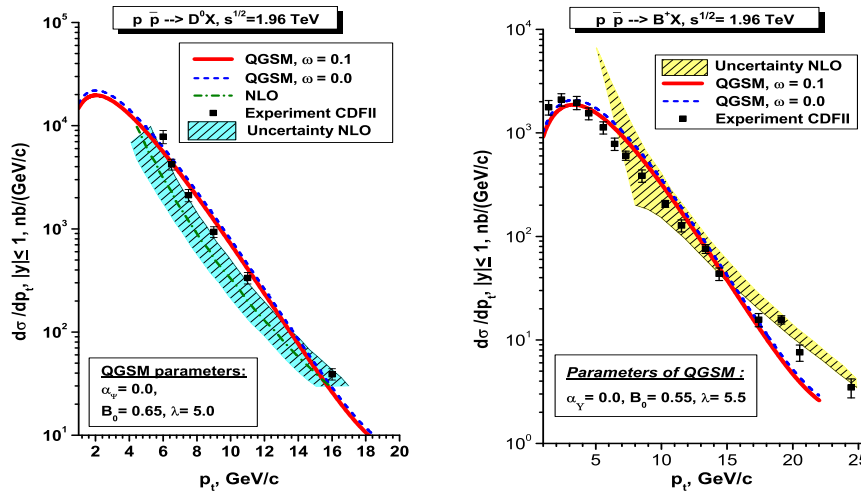 p p̅ --> D⁰X, s^1/2=1.96 TeV
QGSM, ω = 0.1
QGSM, ω = 0.0
NLO
Experiment CDFII
Uncertainty NLO
dσ/dpₜ, |y|≤ 1, nb/(GeV/c)
10⁵
10⁴
10³
10²
10¹
QGSM parameters:
α_Ψ= 0.0,
B₀= 0.65, λ= 5.0
2 4 6 8 10 12 14 16 18 20
pₜ, GeV/c
p p̅ --> B⁺X, s^1/2= 1.96 TeV
Uncertainty NLO
QGSM, ω = 0.1
QGSM, ω = 0.0
Experiment CDFII
dσ/dpₜ, |y|≤ 1, nb/(GeV/c)
10⁴
10³
10²
10¹
10⁰
Parameters of QGSM :
α_Υ= 0.0, B₀= 0.55, λ= 5.5
5 10 15 20 25
pₜ, GeV/c